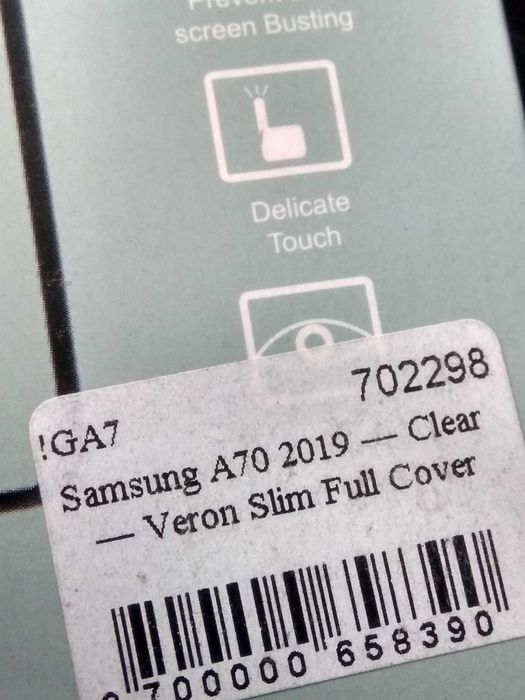 screen Busting
Delicate
Touch
702298
!GA7
Samsung A70 2019 — Clear
— Veron Slim Full Cover
700000 658390